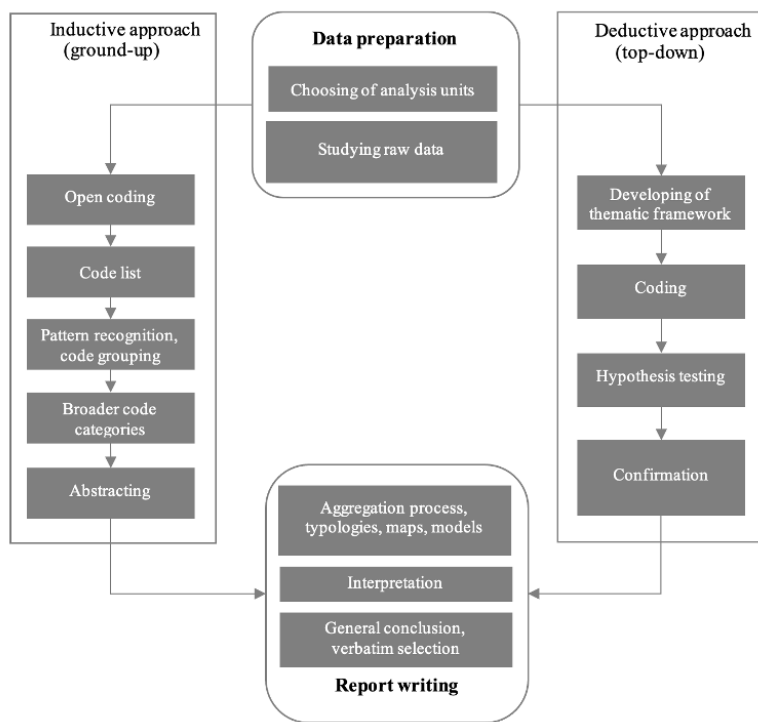 Inductive approach
(ground-up)
Open coding
Code list
Pattern recognition,
code grouping
Broader code
categories
Abstracting
Data preparation
Choosing of analysis units
Studying raw data
Deductive approach
(top-down)
Developing of
thematic framework
Coding
Hypothesis testing
Confirmation
Aggregation process,
typologies, maps, models
Interpretation
General conclusion,
verbatim selection
Report writing